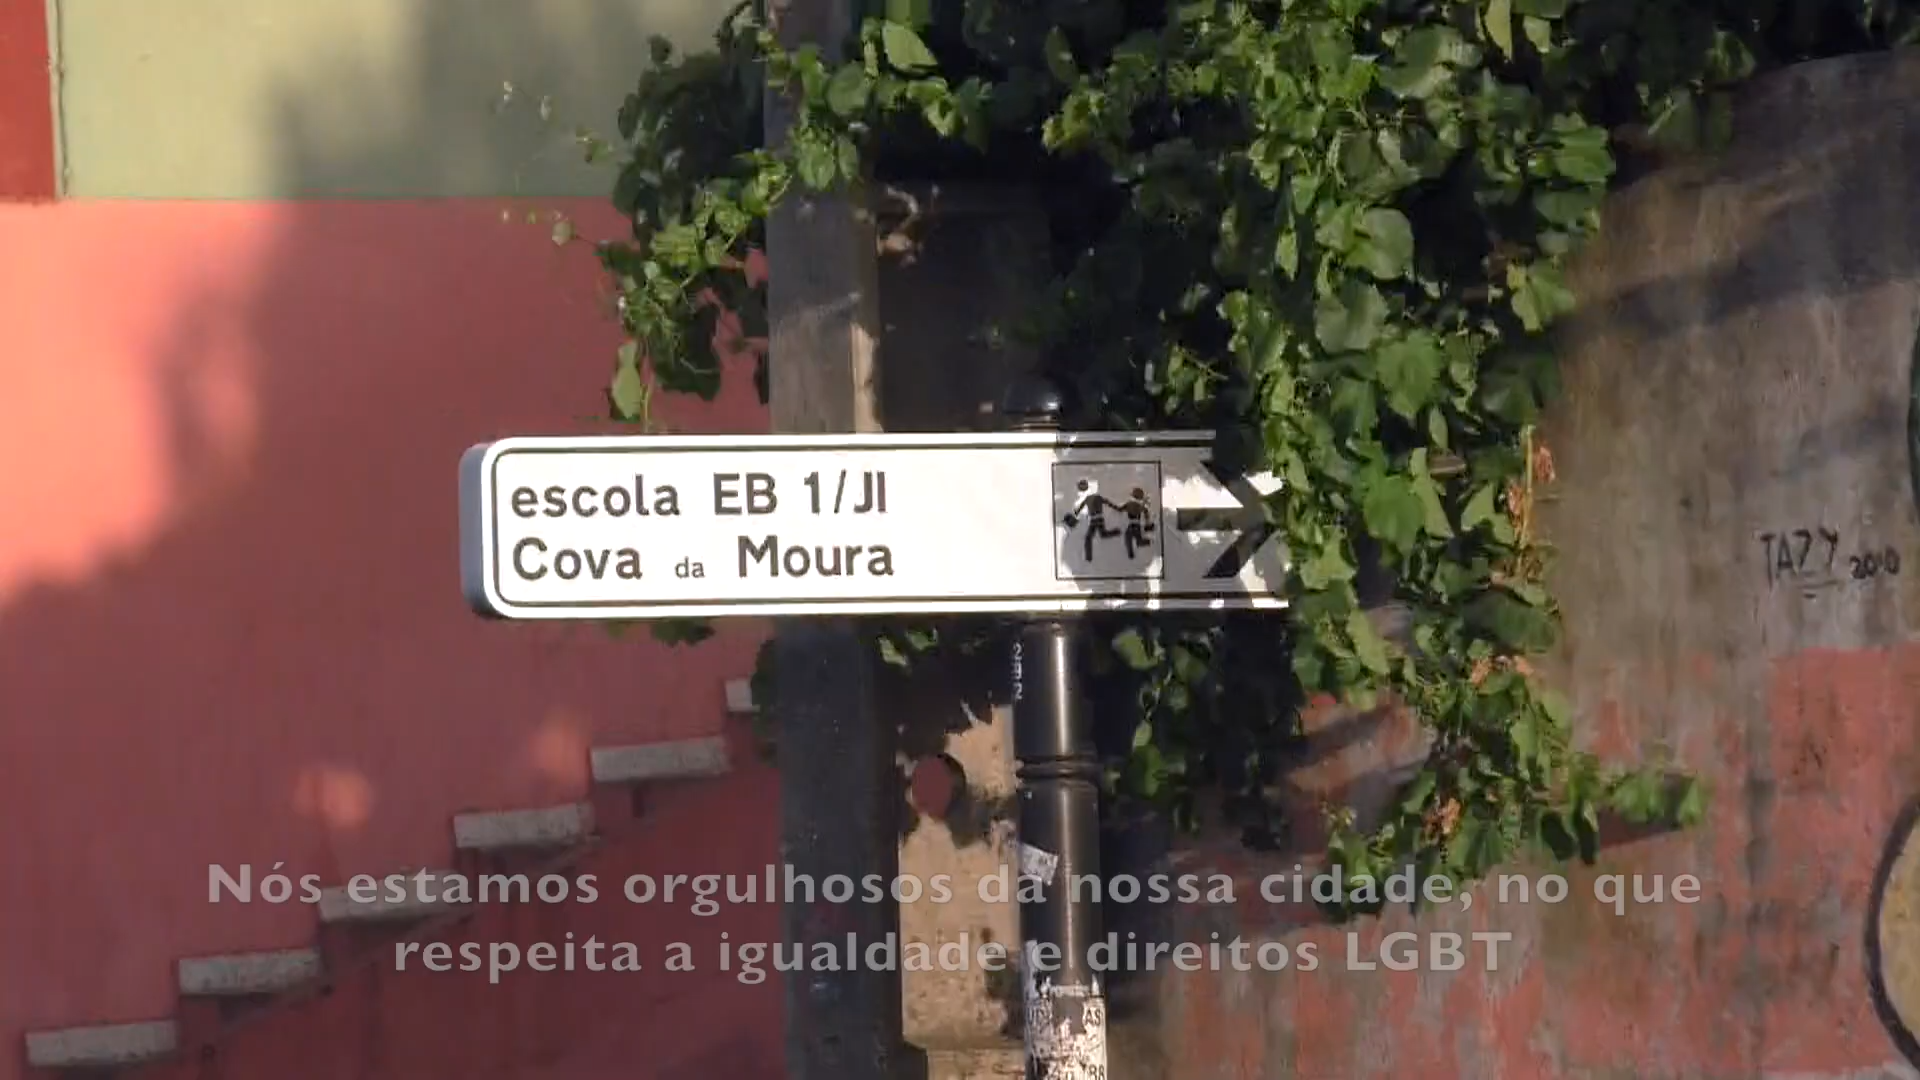 escola EB 1/JI
Cova da Moura
TAZY 2010
Nós estamos orgulhosos da nossa cidade, no que
respeita a igualdade e direitos LGBT